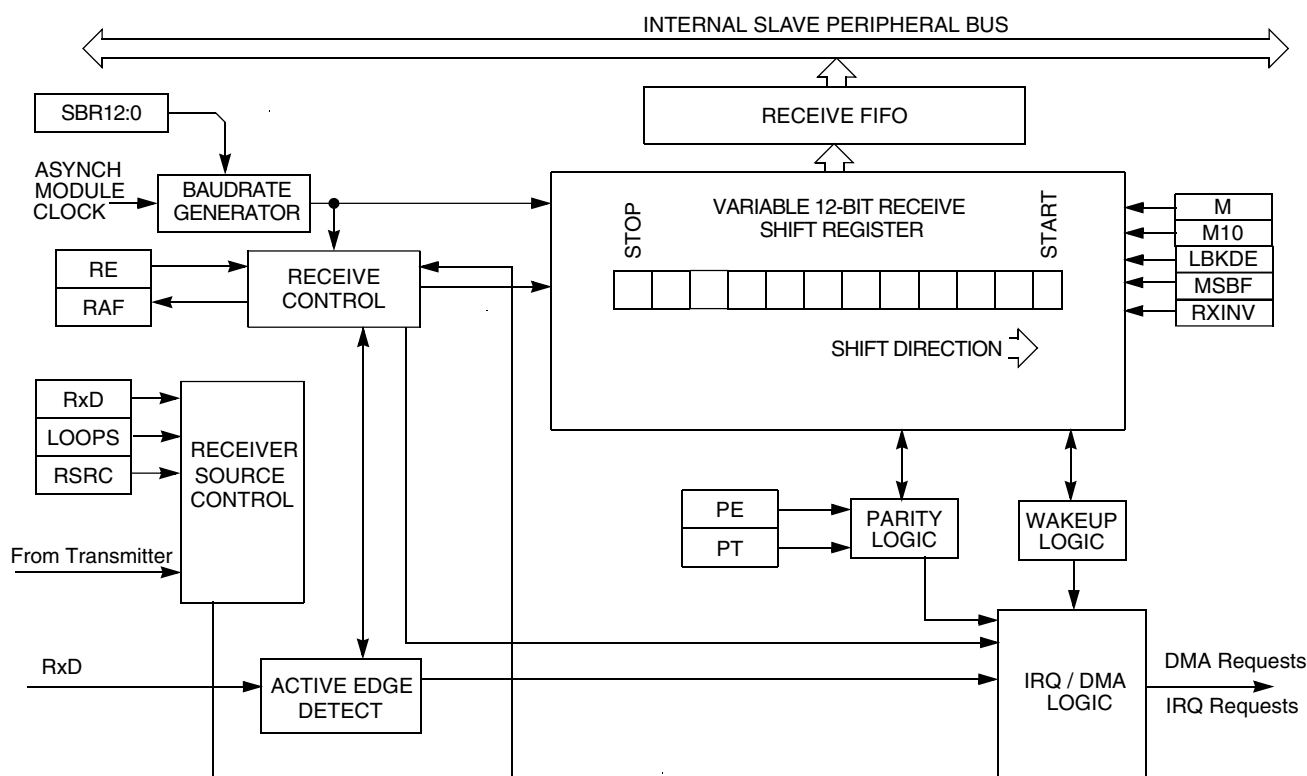 INTERNAL SLAVE PERIPHERAL BUS
SBR12:0
RECEIVE FIFO
ASYNCH
MODULE
CLOCK
BAUDRATE
GENERATOR
VARIABLE 12-BIT RECEIVE
SHIFT REGISTER
STOP
START
M
M10
LBKDE
MSBF
RXINV
RE
RAF
RECEIVE
CONTROL
SHIFT DIRECTION
RxD
LOOPS
RSRC
RECEIVER
SOURCE
CONTROL
From Transmitter
PE
PT
PARITY
LOGIC
WAKEUP
LOGIC
RxD
ACTIVE EDGE
DETECT
IRQ / DMA
LOGIC
DMA Requests
IRQ Requests